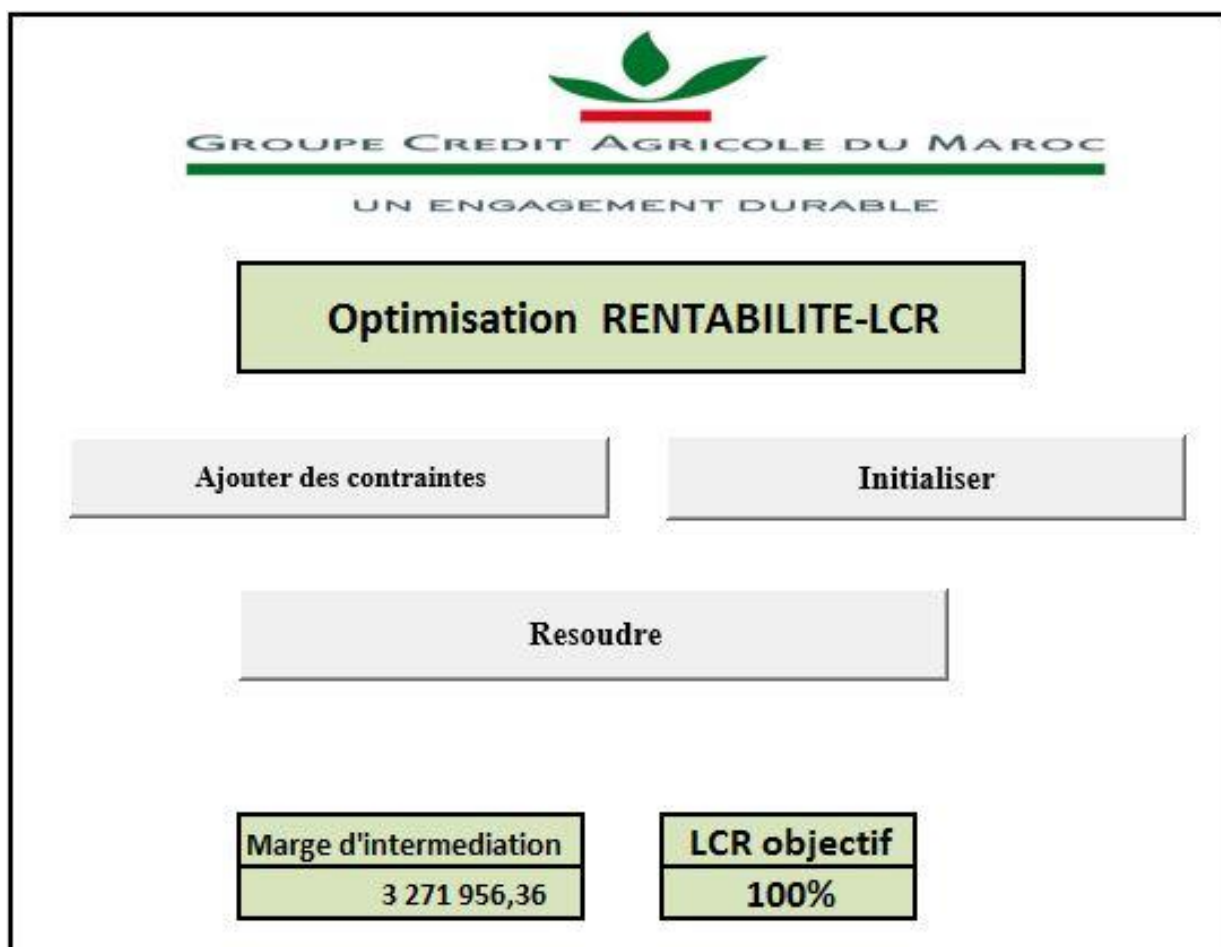 GROUPE CREDIT AGRICOLE DU MAROC
UN ENGAGEMENT DURABLE
Optimisation RENTABILITE-LCR
Ajouter des contraintes
Initialiser
Resoudre
Marge d'intermediation
3 271 956,36
LCR objectif
100%